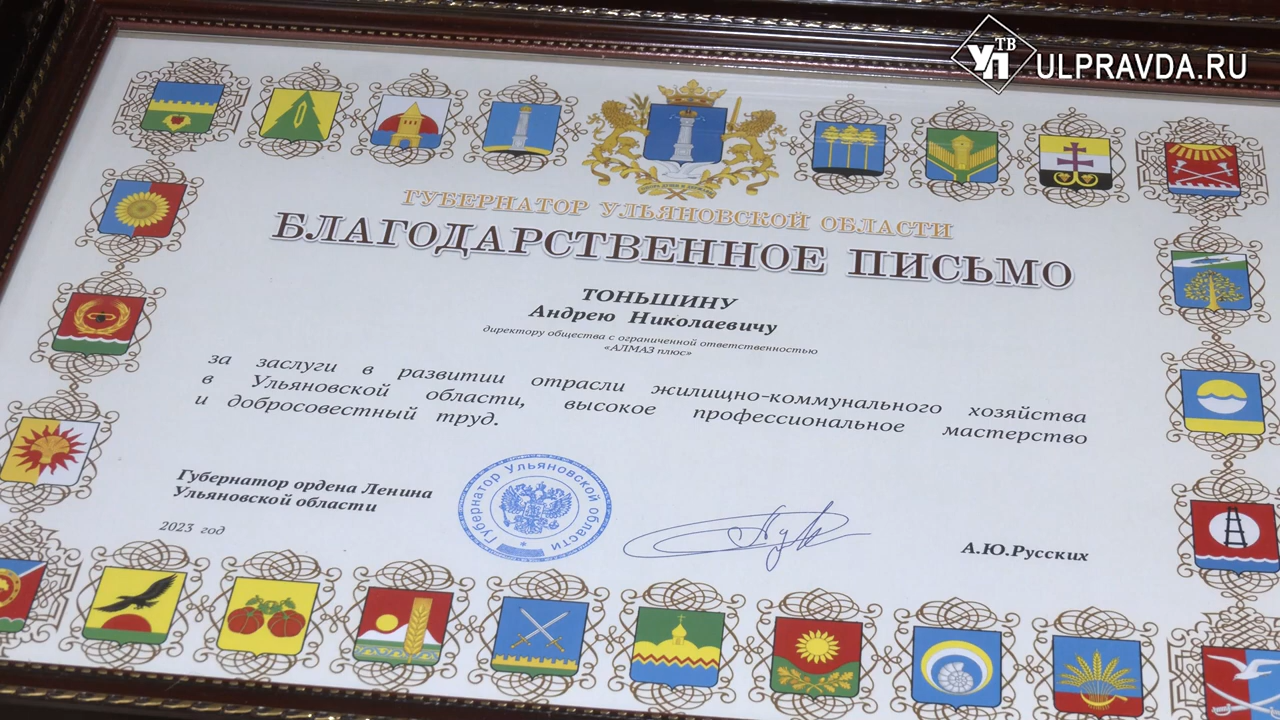 УП ТВ ULPRAVDA.RU
ГУБЕРНАТОР УЛЬЯНОВСКОЙ ОБЛАСТИ
БЛАГОДАРСТВЕННОЕ ПИСЬМО
ТОНЬШИНУ
Андрею Николаевичу
директору общества с ограниченной ответственностью
«АЛМАЗ плюс»
за заслуги в развитии отрасли жилищно-коммунального хозяйства
в Ульяновской области, высокое профессиональное мастерство
и добросовестный труд.
Губернатор ордена Ленина
Ульяновской области
Губернатор Ульяновской области
2023 год
А.Ю.Русских